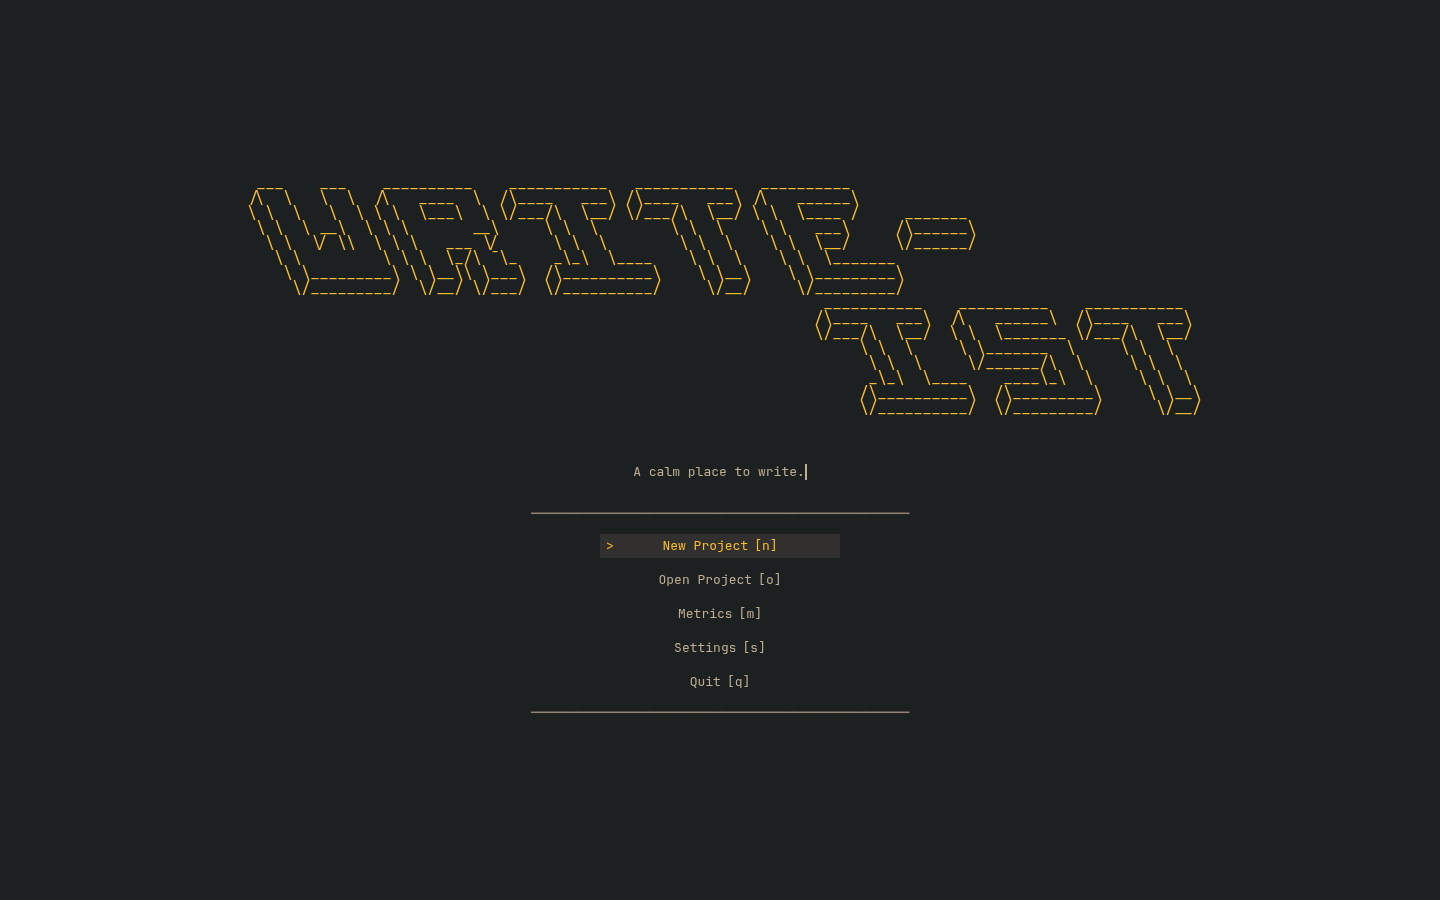 WRITE-
IST
A calm place to write.
> New Project [n]
Open Project [o]
Metrics [m]
Settings [s]
Quit [q]